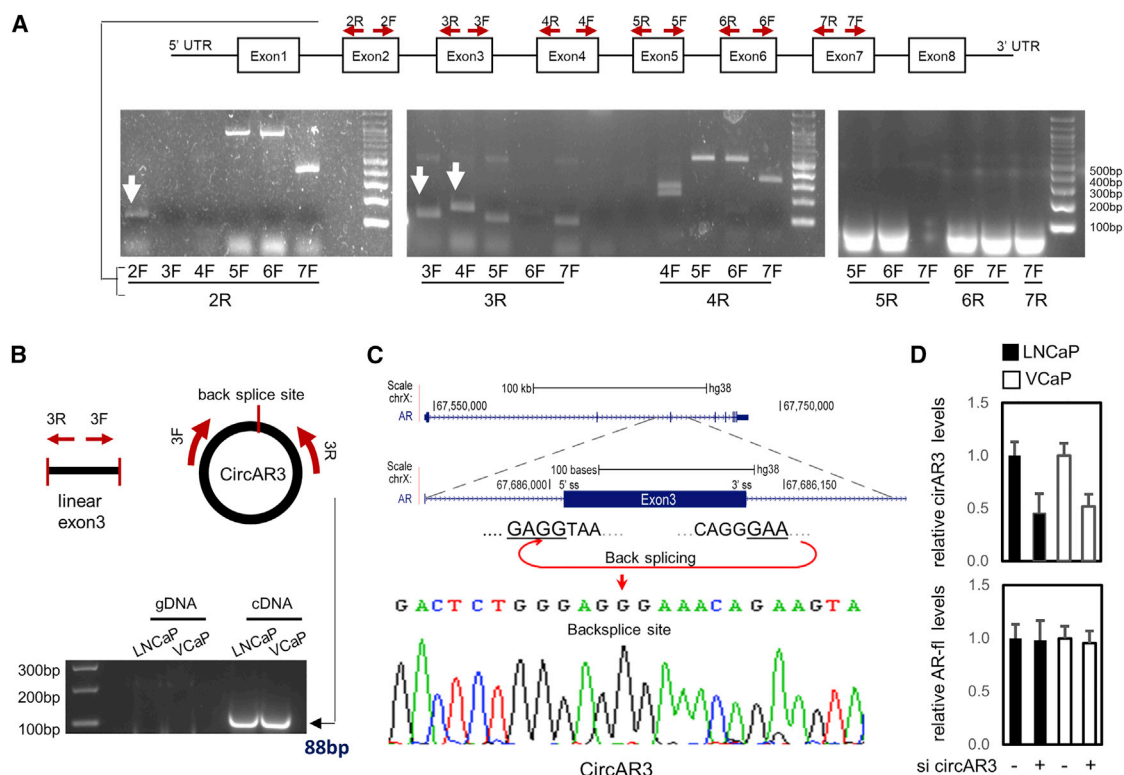 A
2R 2F 3R 3F 4R 4F 5R 5F 6R 6F 7R 7F
5' UTR Exon1 Exon2 Exon3 Exon4 Exon5 Exon6 Exon7 Exon8 3' UTR
500bp
400bp
300bp
200bp
100bp
2F 3F 4F 5F 6F 7F 3F 4F 5F 6F 7F 4F 5F 6F 7F 5F 6F 7F 6F 7F 7F
2R 3R 4R 5R 6R 7R
B
back splice site
3R 3F
3F
3R
CircAR3
linear
exon3
gDNA cDNA
LNCaP VCaP LNCaP VCaP
300bp
200bp
100bp
88bp
C
Scale 100 kb hg38
chrX: 67,550,000 67,750,000
AR
Scale 100 bases hg38
chrX: 67,686,000 5' ss 3' ss 67,686,150
AR Exon3
.... GAGGTAA.... ....CAGGGAA....
Back splicing
G A C T C T G G G A G G G A A A C A G A A G T A
Backsplice site
CircAR3
D
LNCaP
VCaP
relative cirAR3 levels
1.5
1.0
0.5
0.0
relative AR-fl levels
1.5
1.0
0.5
0.0
si circAR3 - + - +